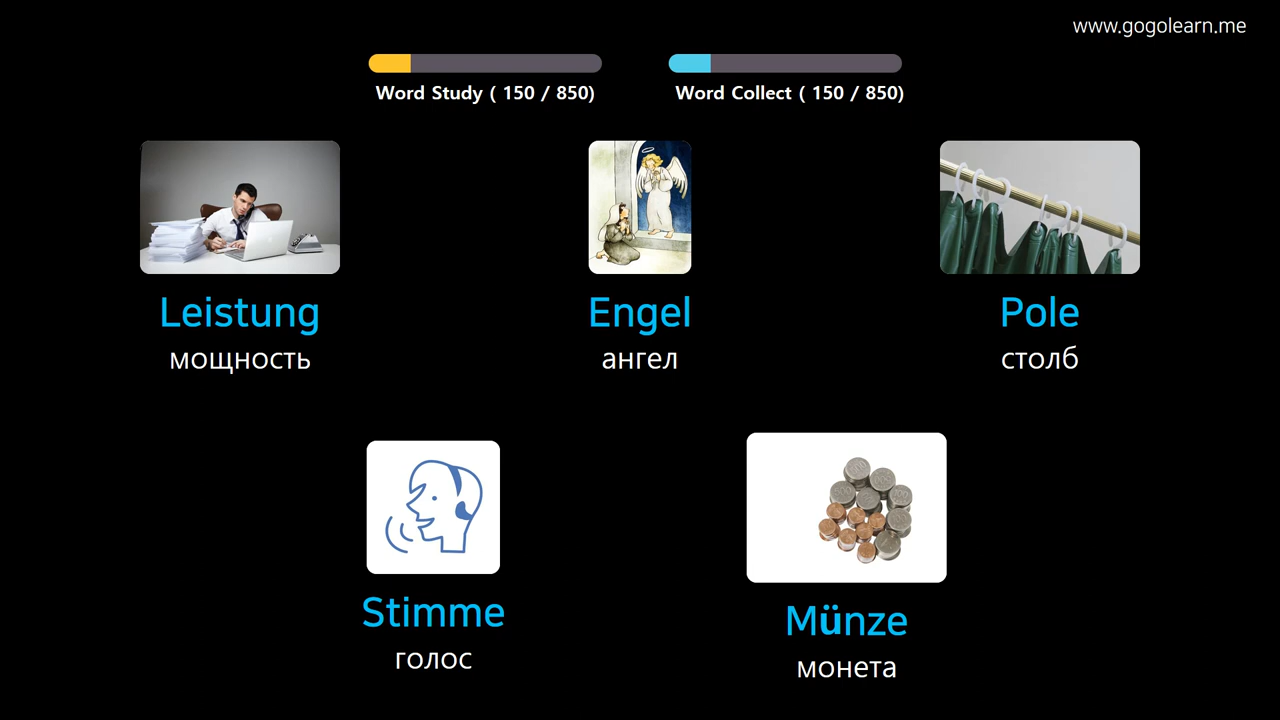 www.gogolearn.me
Word Study ( 150 / 850)
Word Collect ( 150 / 850)
Leistung
мощность
Engel
ангел
Pole
столб
Stimme
голос
Münze
монета